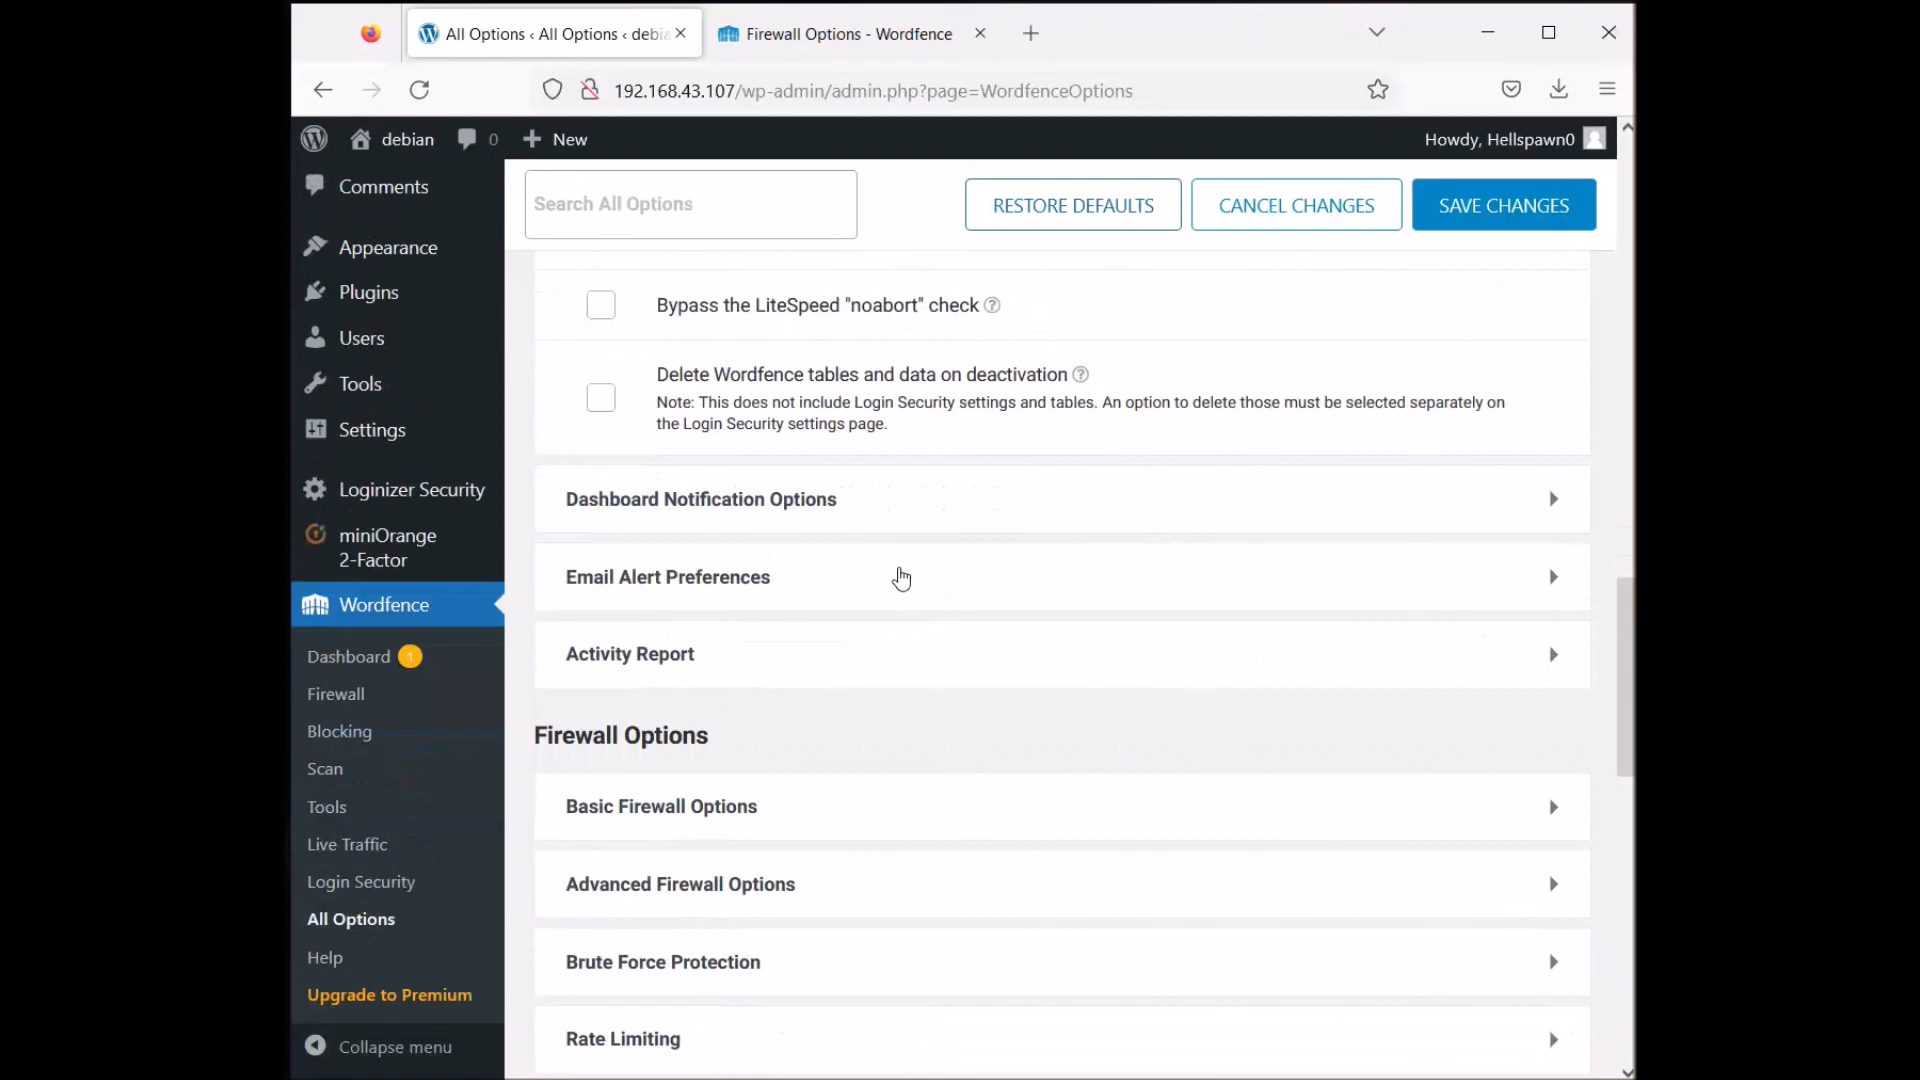 All Options ‹ All Options ‹ debia
Firewall Options - Wordfence
192.168.43.107/wp-admin/admin.php?page=WordfenceOptions
debian
0
New
Howdy, Hellspawn0
Comments
Appearance
Plugins
Users
Tools
Settings
Loginizer Security
miniOrange
2-Factor
Wordfence
Dashboard 1
Firewall
Blocking
Scan
Tools
Live Traffic
Login Security
All Options
Help
Upgrade to Premium
Collapse menu
Search All Options
RESTORE DEFAULTS
CANCEL CHANGES
SAVE CHANGES
Bypass the LiteSpeed "noabort" check
Delete Wordfence tables and data on deactivation
Note: This does not include Login Security settings and tables. An option to delete those must be selected separately on
the Login Security settings page.
Dashboard Notification Options
Email Alert Preferences
Activity Report
Firewall Options
Basic Firewall Options
Advanced Firewall Options
Brute Force Protection
Rate Limiting